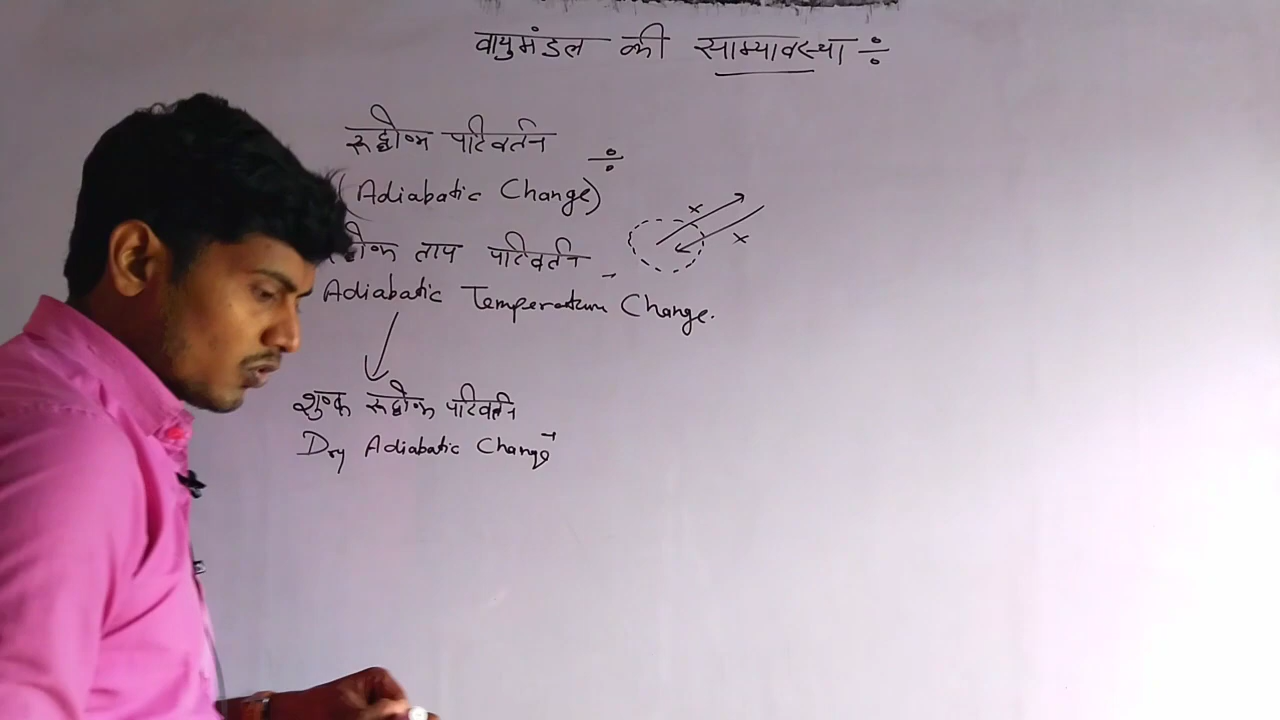 वायुमंडल की साम्यावस्था ÷
रूद्धोष्म परिवर्तन ÷
(Adiabatic Change)
x
x
ताप परिवर्तन
Adiabatic Temperature Change.
शुष्क रूद्धोष्म परिवर्तन
Dry Adiabatic Change